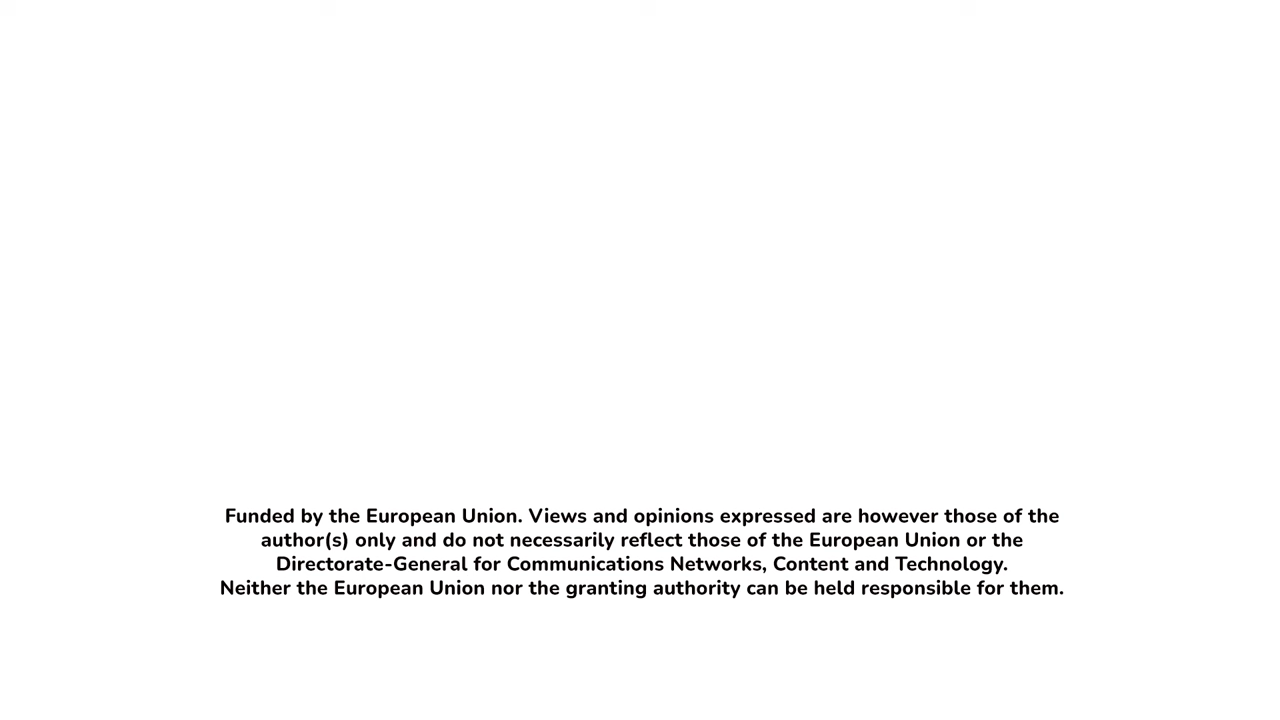 Funded by the European Union. Views and opinions expressed are however those of the
author(s) only and do not necessarily reflect those of the European Union or the
Directorate-General for Communications Networks, Content and Technology.
Neither the European Union nor the granting authority can be held responsible for them.